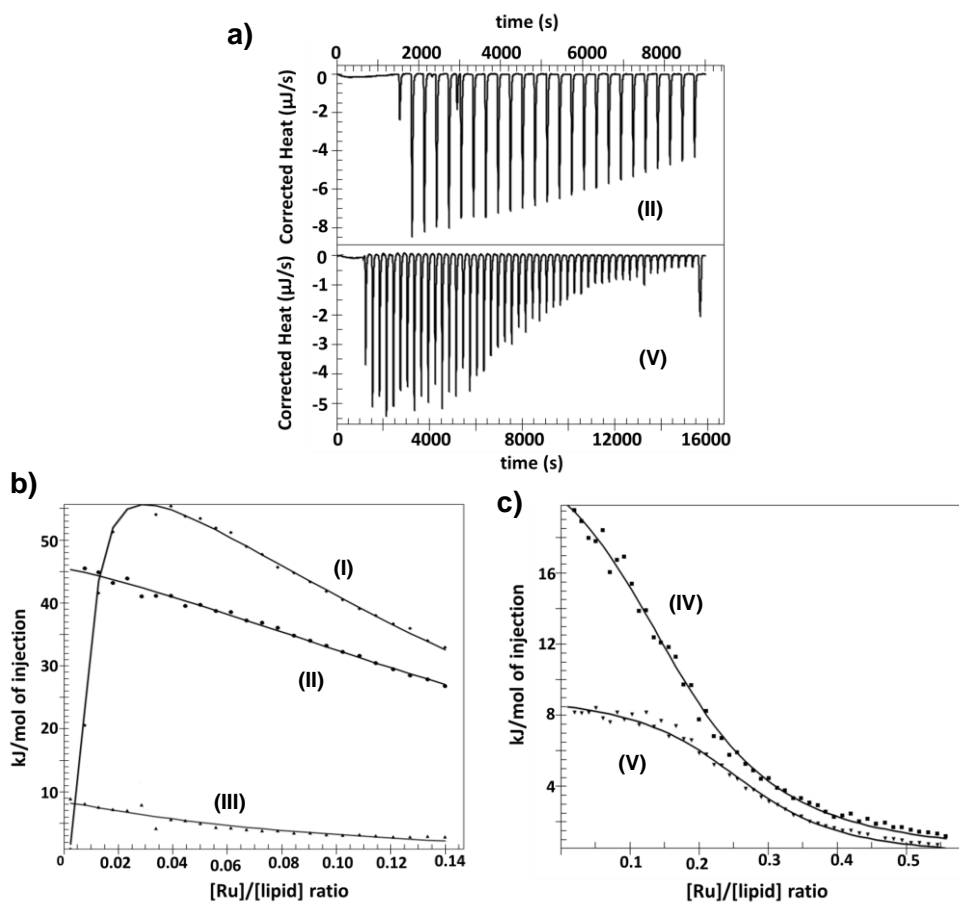 a)
time (s)
0 2000 4000 6000 8000
Corrected Heat (µJ/s)
0
-2
-4
-6
-8
(II)
Corrected Heat (µJ/s)
0
-1
-2
-3
-4
-5
(V)
0 4000 8000 12000 16000
time (s)
b)
kJ/mol of injection
50
40
30
20
10
(I)
(II)
(III)
0 0.02 0.04 0.06 0.08 0.10 0.12 0.14
[Ru]/[lipid] ratio
c)
kJ/mol of injection
16
12
8
4
(IV)
(V)
0.1 0.2 0.3 0.4 0.5
[Ru]/[lipid] ratio